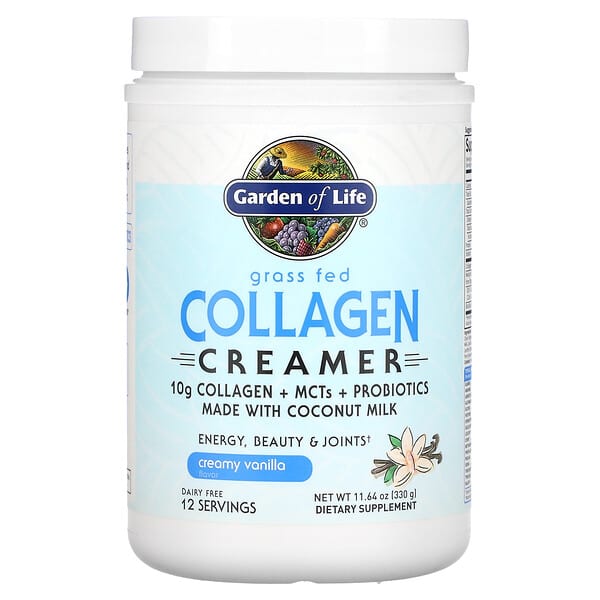 Garden of Life®
grass fed
COLLAGEN
CREAMER
10g COLLAGEN + MCTs + PROBIOTICS
MADE WITH COCONUT MILK
ENERGY, BEAUTY & JOINTS†
creamy vanilla
flavor
DAIRY FREE
12 SERVINGS
NET WT 11.64 oz (330 g)
DIETARY SUPPLEMENT